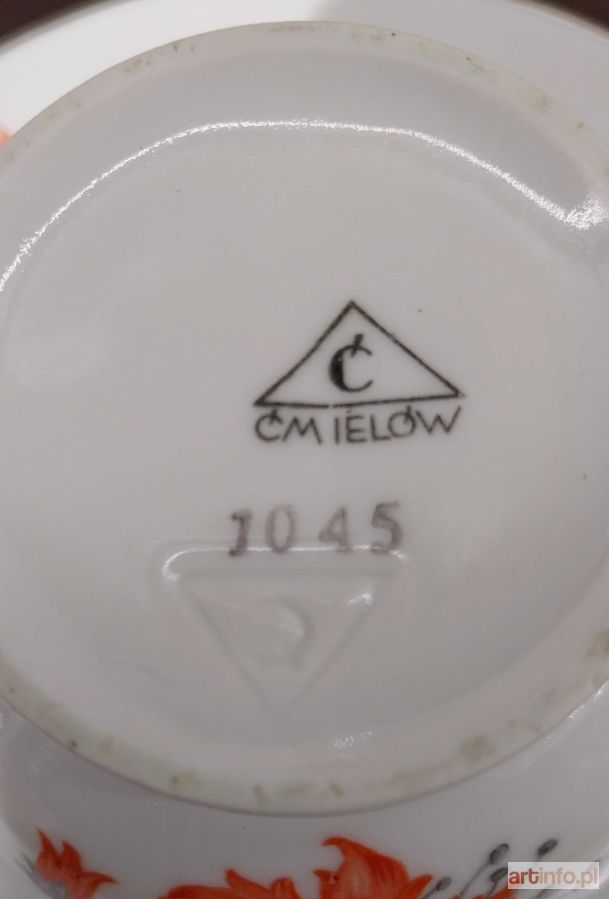 Ć
ĆMIELÓW
1045
artinfo.pl